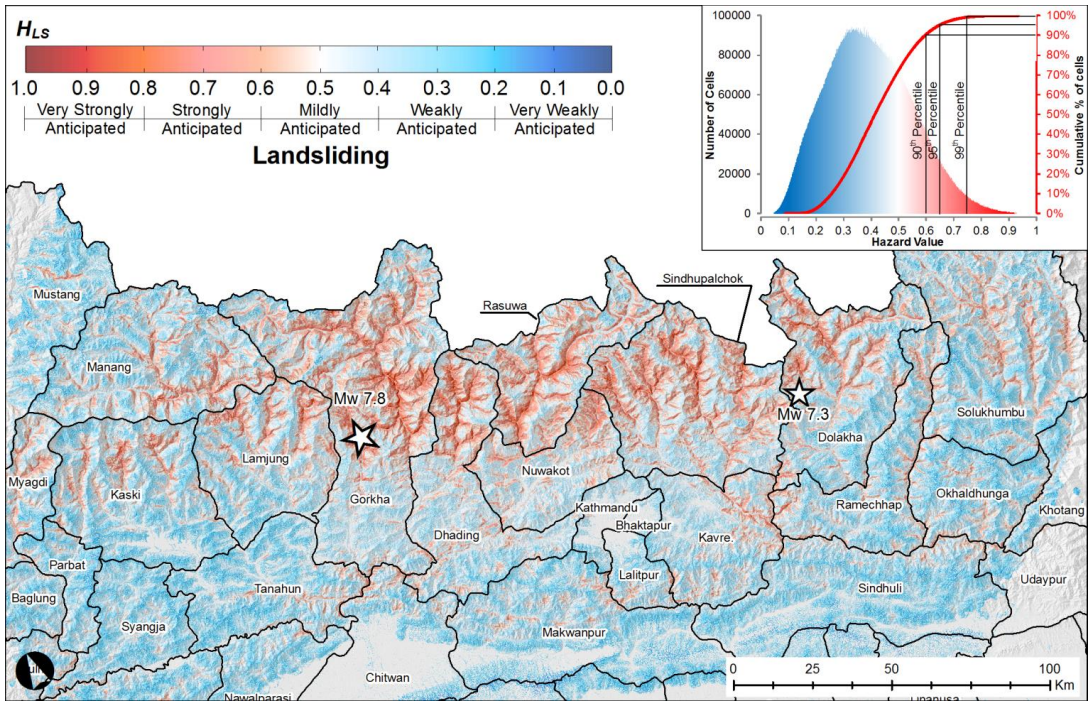 HLS
1.0 0.9 0.8 0.7 0.6 0.5 0.4 0.3 0.2 0.1 0.0
Very Strongly Strongly Mildly Weakly Very Weakly
Anticipated Anticipated Anticipated Anticipated Anticipated
Landsliding
100000
80000
60000
40000
20000
0
Number of Cells
0 0.1 0.2 0.3 0.4 0.5 0.6 0.7 0.8 0.9 1
Hazard Value
90th Percentile
95th Percentile
99th Percentile
100%
90%
80%
70%
60%
50%
40%
30%
20%
10%
0%
Cumulative % of cells
Sindhupalchok
Rasuwa
Mustang
Manang
Mw 7.8
Mw 7.3
Solukhumbu
Dolakha
Lamjung
Myagdi
Kaski
Gorkha
Nuwakot
Okhaldhunga
Ramechhap
Khotang
Kathmandu
Bhaktapur
Dhading
Kavre.
Parbat
Lalitpur
Tanahun
Sindhuli
Udaypur
Baglung
Syangja
Makwanpur
Chitwan
Nawalparasi
0 25 50 75 100
Km